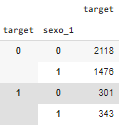 target
target sexo_1
0 0 2118
1 1476
1 0 301
1 343